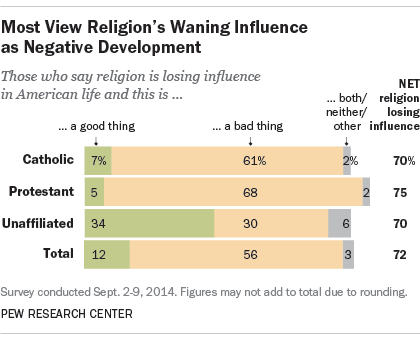 Most View Religion's Waning Influence
as Negative Development
Those who say religion is losing influence
in American life and this is ...
NET
religion
losing
influence
... a good thing
... a bad thing
... both/
neither/
other
Catholic 7% 61% 2% 70%
Protestant 5 68 2 75
Unaffiliated 34 30 6 70
Total 12 56 3 72
Survey conducted Sept. 2-9, 2014. Figures may not add to total due to rounding.
PEW RESEARCH CENTER